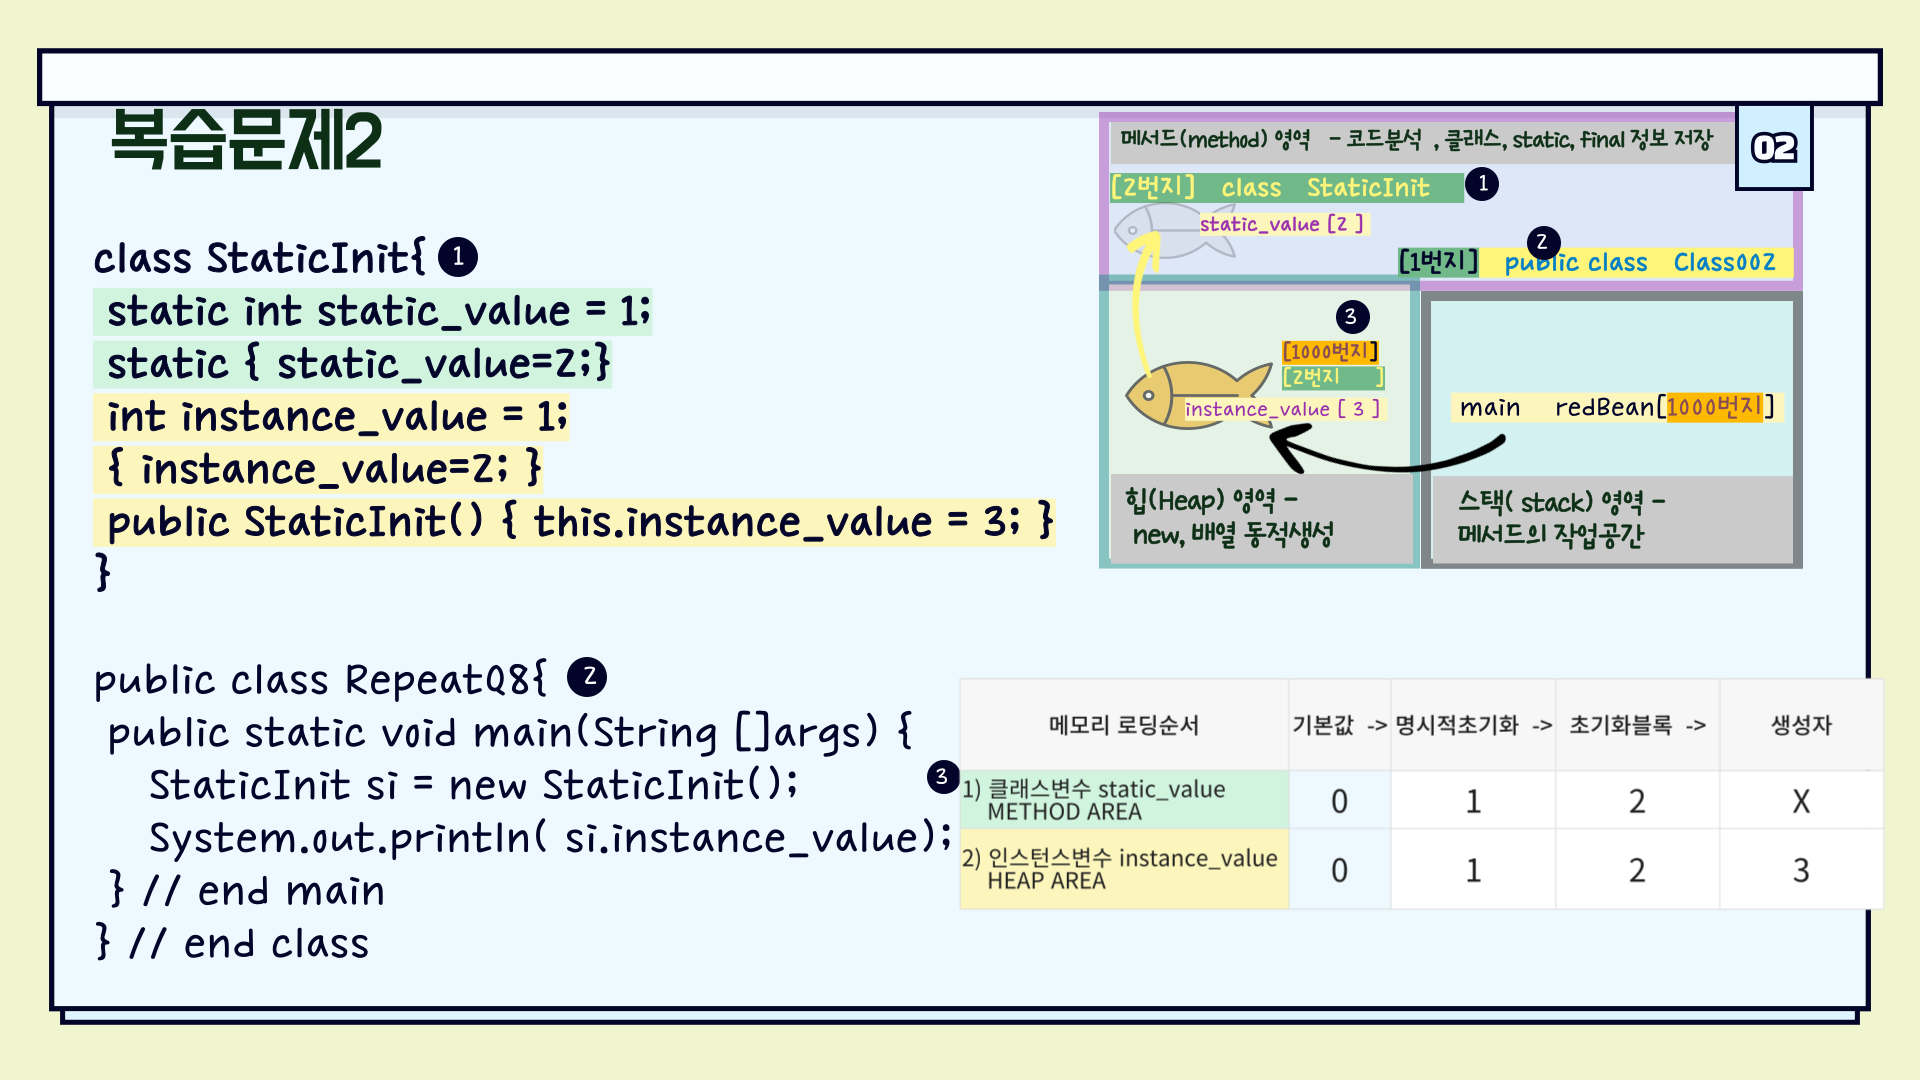 복습문제2
02
class StaticInit{ 1
static int static_value = 1;
static { static_value=2;}
int instance_value = 1;
{ instance_value=2; }
public StaticInit() { this.instance_value = 3; }
}
public class RepeatQ8{ 2
public static void main(String []args) {
StaticInit si = new StaticInit(); 3
System.out.println( si.instance_value);
} // end main
} // end class
메서드(method) 영역 - 코드분석 , 클래스, static, final 정보 저장
[2번지] class StaticInit 1
static_value [2 ]
2
[1번지] public class Class002
3
[1000번지]
[2번지 ]
instance_value [ 3 ]
main redBean[1000번지]
힙(Heap) 영역 -
new, 배열 동적생성
스택( stack) 영역 -
메서드의 작업공간
메모리 로딩순서 기본값 -> 명시적초기화 -> 초기화블록 -> 생성자
1) 클래스변수 static_value
METHOD AREA
0 1 2 X
2) 인스턴스변수 instance_value
HEAP AREA
0 1 2 3